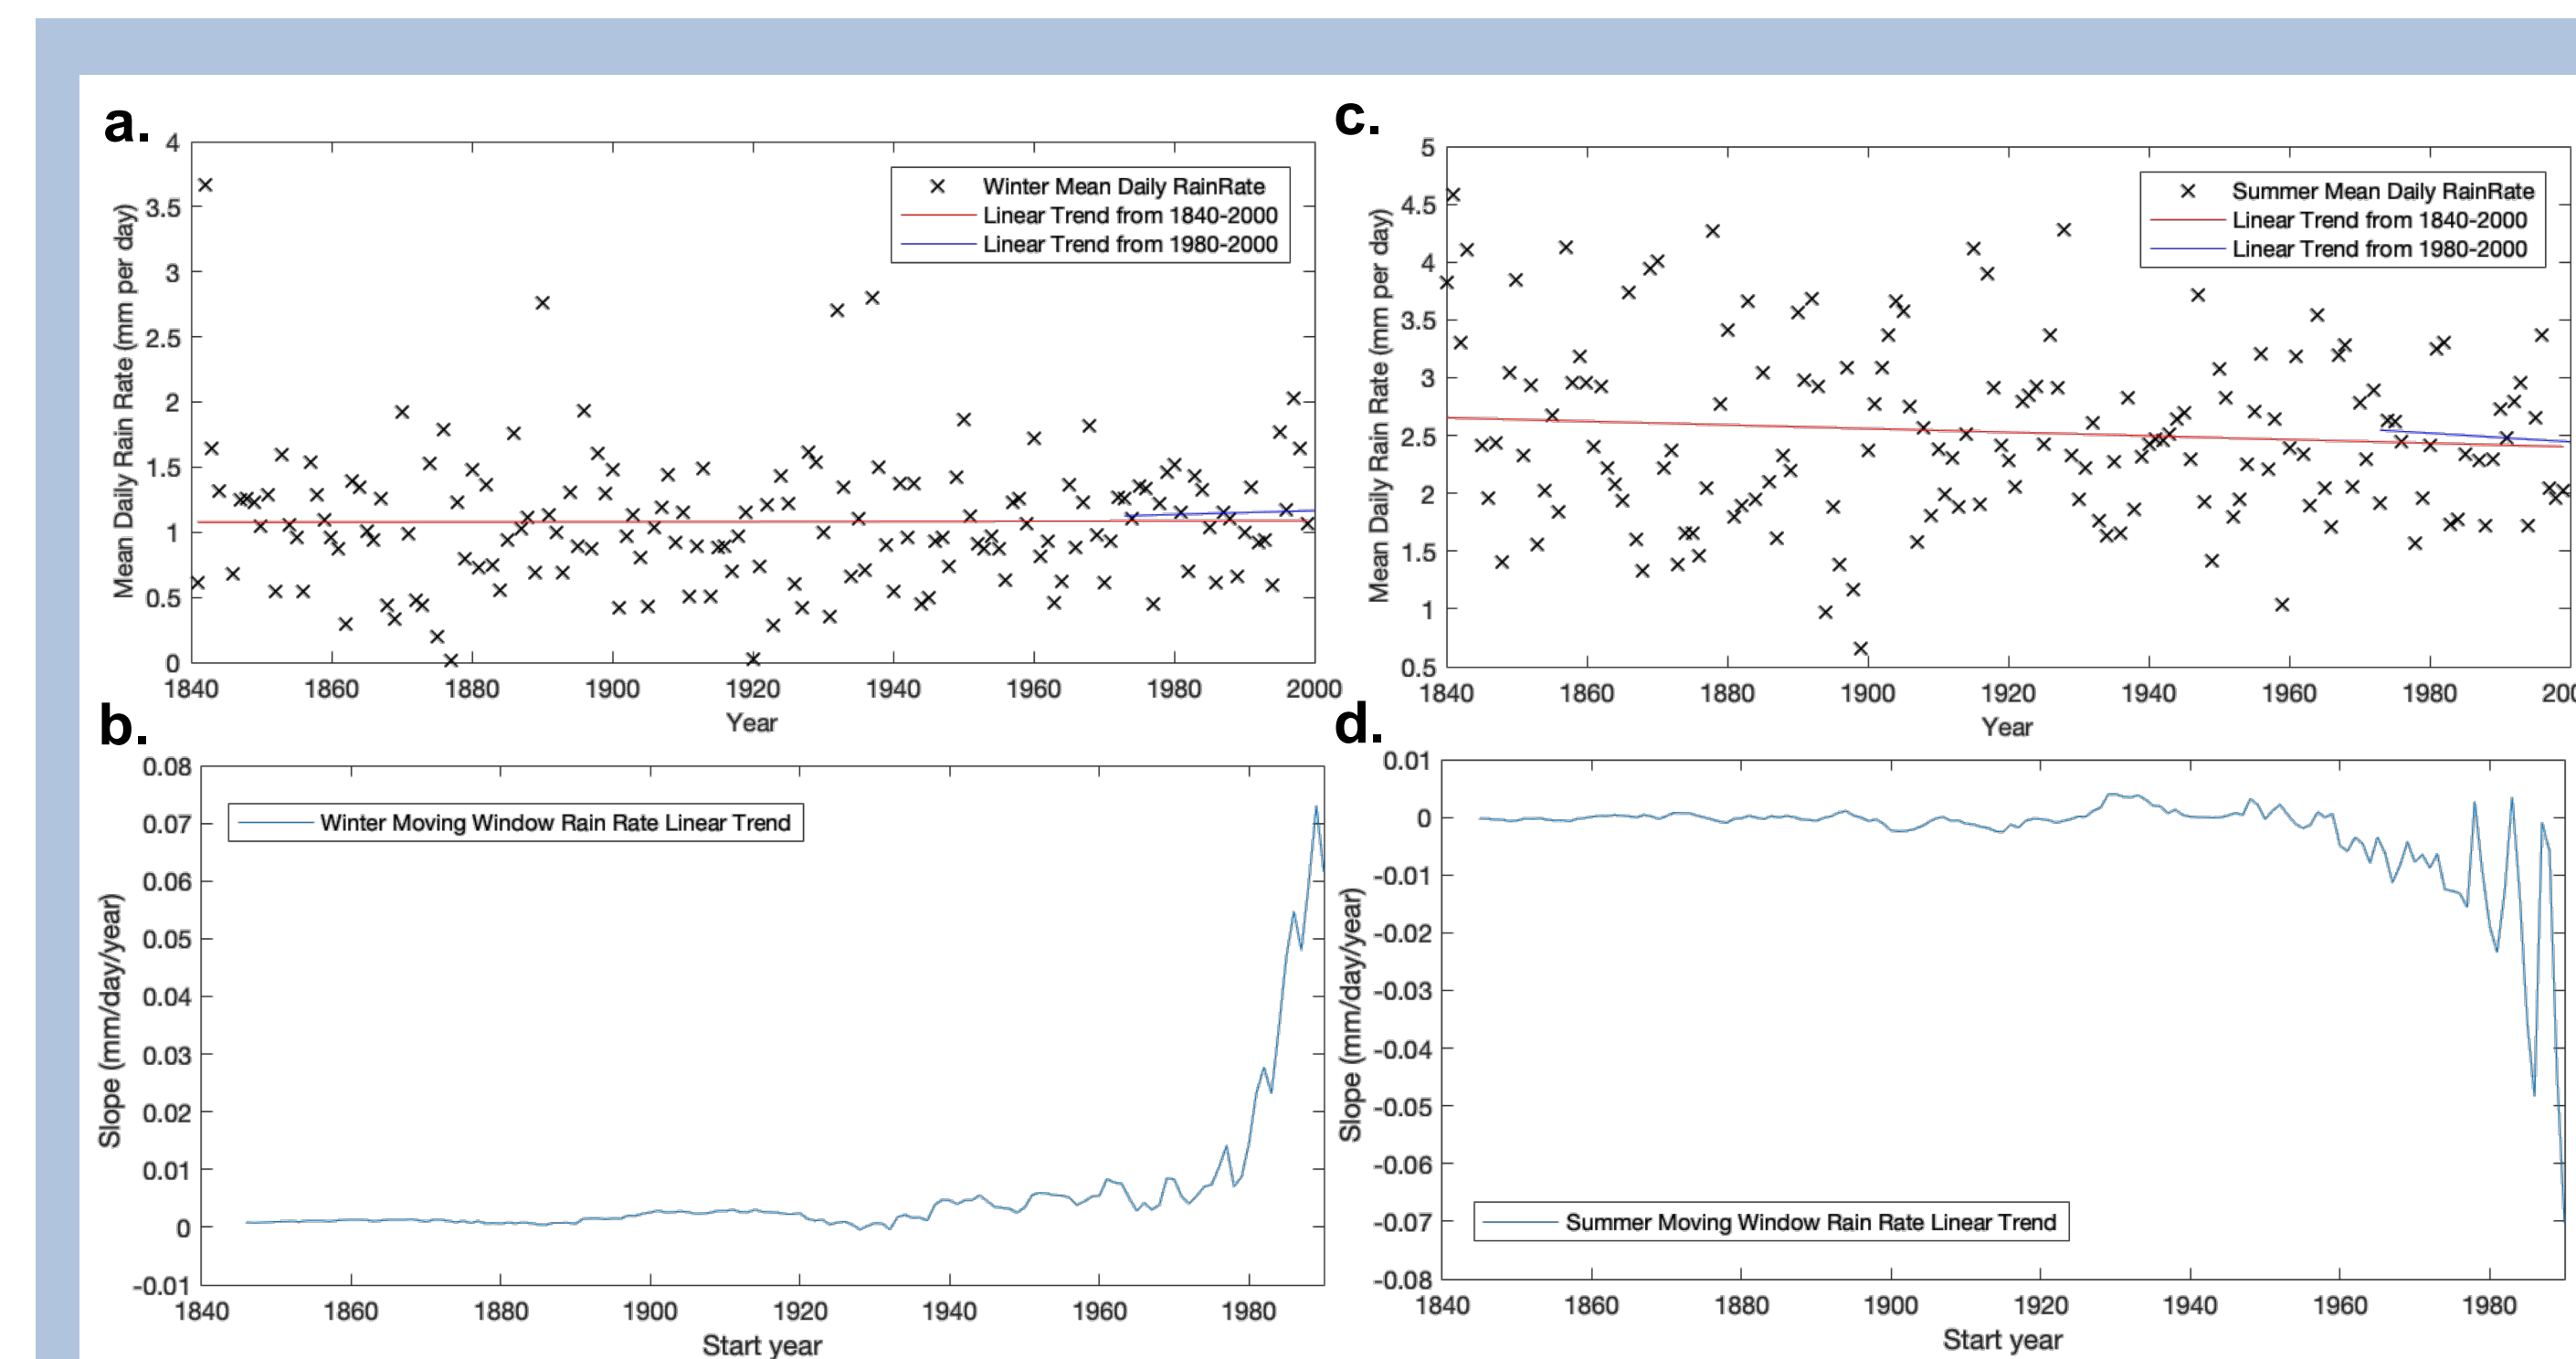 a.
4
3.5
3
2.5
2
1.5
1
0.5
0
Mean Daily Rain Rate (mm per day)
Winter Mean Daily RainRate
Linear Trend from 1840-2000
Linear Trend from 1980-2000
1840 1860 1880 1900 1920 1940 1960 1980 2000
Year
c.
5
4.5
4
3.5
3
2.5
2
1.5
1
0.5
Mean Daily Rain Rate (mm per day)
Summer Mean Daily RainRate
Linear Trend from 1840-2000
Linear Trend from 1980-2000
1840 1860 1880 1900 1920 1940 1960 1980 200
Year
b.
0.08
0.07
0.06
0.05
0.04
0.03
0.02
0.01
0
-0.01
Slope (mm/day/year)
Winter Moving Window Rain Rate Linear Trend
1840 1860 1880 1900 1920 1940 1960 1980
Start year
d.
0.01
0
-0.01
-0.02
-0.03
-0.04
-0.05
-0.06
-0.07
-0.08
Slope (mm/day/year)
Summer Moving Window Rain Rate Linear Trend
1840 1860 1880 1900 1920 1940 1960 1980
Start year